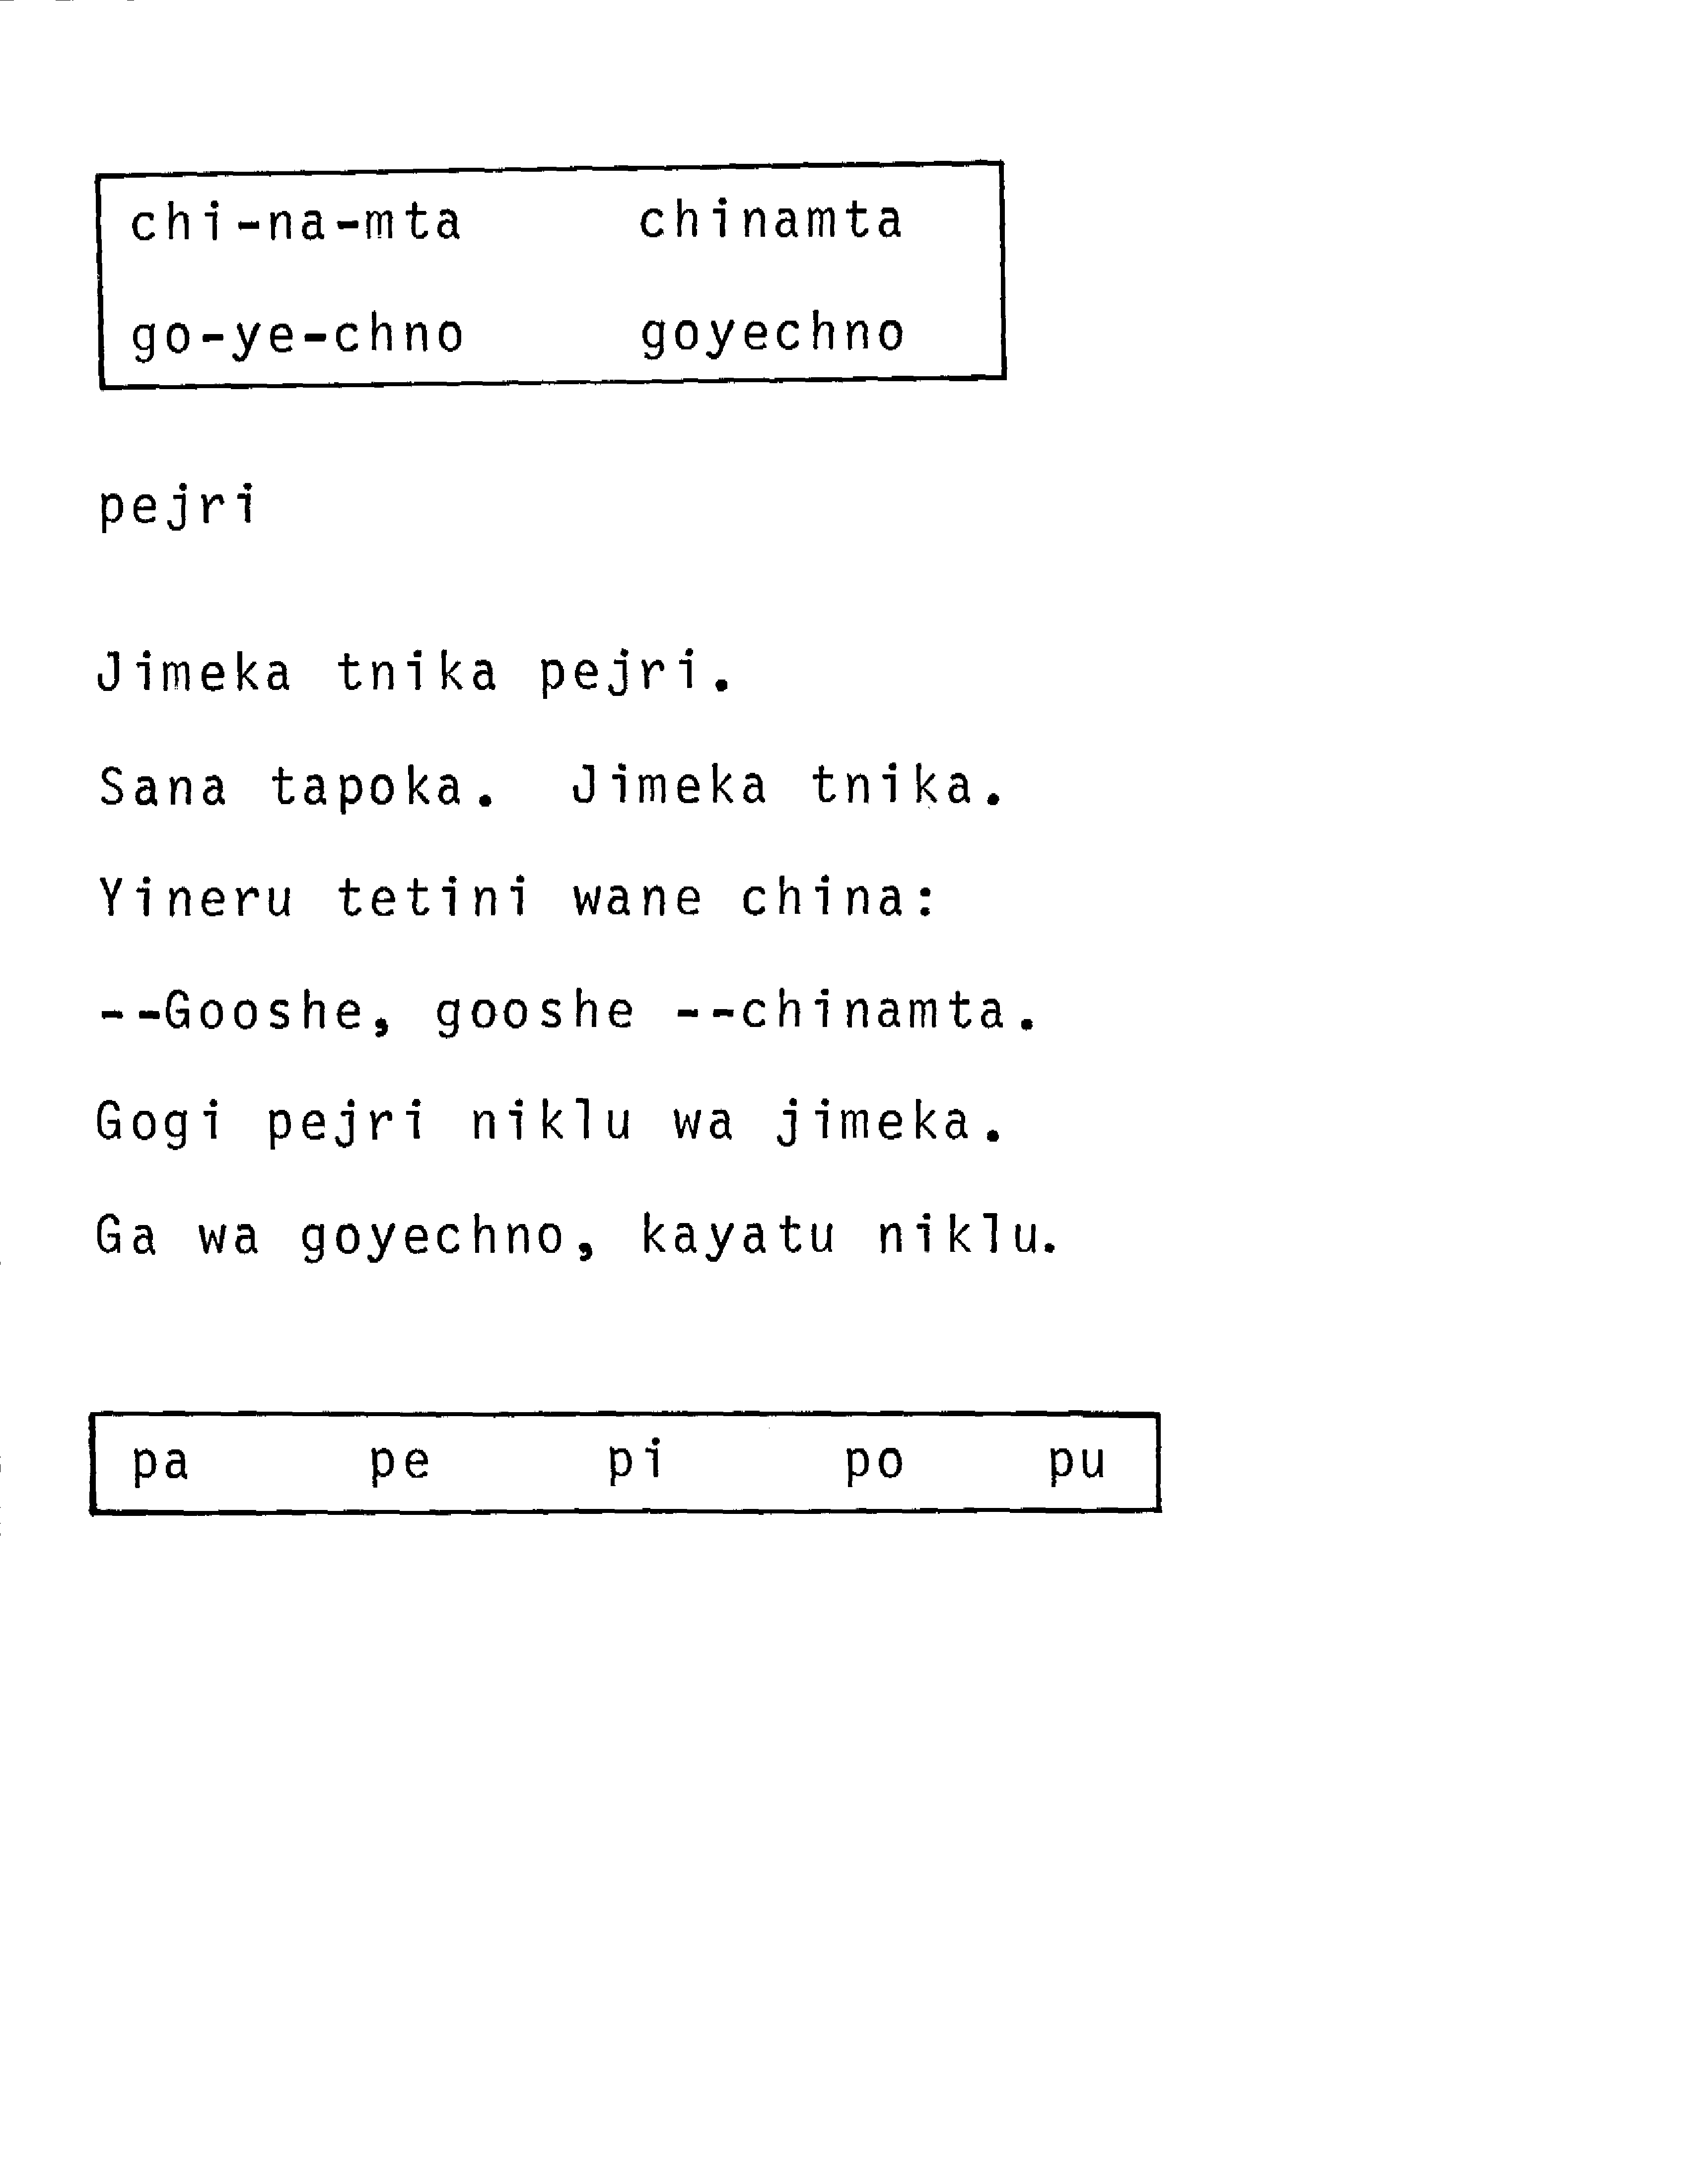 chi-na-mta chinamta
go-ye-chno goyechno
pejri
Jimeka tnika pejri.
Sana tapoka. Jimeka tnika.
Yineru tetini wane china:
--Gooshe, gooshe --chinamta.
Gogi pejri niklu wa jimeka.
Ga wa goyechno, kayatu niklu.
pa pe pi po pu